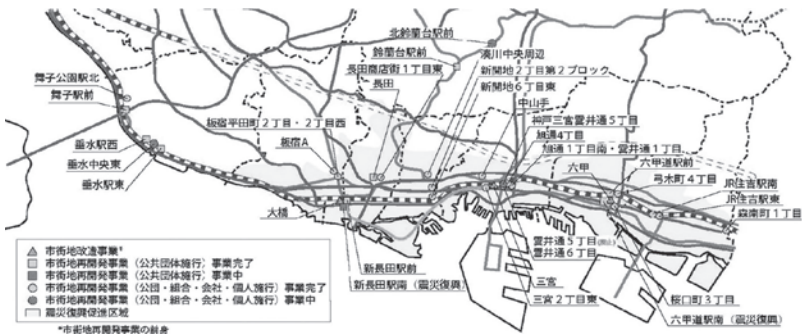 北鈴蘭台駅前
鈴蘭台駅前
湊川中央周辺
長田商店街1丁目東
新開地2丁目第2ブロック
長田
新開地6丁目東
舞子公園駅北
中山手
舞子駅前
神戸三宮雲井通5丁目
板宿平田町2丁目・2丁目西
旭通4丁目
垂水駅西
板宿A
旭通1丁目南・雲井通1丁目
垂水中央東
六甲
六甲道駅前
垂水駅東
弓木町4丁目
JR住吉駅南
JR住吉駅東
大橋
森南町1丁目
雲井通5丁目
雲井通6丁目
新長田駅前
三宮
新長田駅南(震災復興)
三宮2丁目東
桜口町3丁目
六甲道駅南(震災復興)
市街地改造事業*
市街地再開発事業(公共団体施行)事業完了
市街地再開発事業(公共団体施行)事業中
市街地再開発事業(公団・組合・会社・個人施行)事業完了
市街地再開発事業(公団・組合・会社・個人施行)事業中
震災復興促進区域
*市街地再開発事業の前身